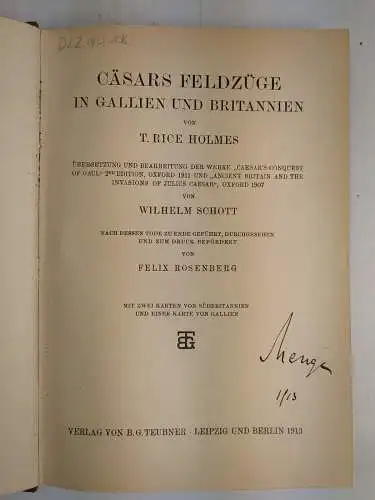 CÄSARS FELDZÜGE
IN GALLIEN UND BRITANNIEN
VON
T. RICE HOLMES
ÜBERSETZUNG UND BEARBEITUNG DER WERKE „CAESAR'S CONQUEST
OF GAUL“ 2ND EDITION, OXFORD 1911 UND „ANCIENT BRITAIN AND THE
INVASIONS OF JULIUS CAESAR“, OXFORD 1907
VON
WILHELM SCHOTT
NACH DESSEN TODE ZU ENDE GEFÜHRT, DURCHGESEHEN
UND ZUM DRUCK BEFÖRDERT
VON
FELIX ROSENBERG
MIT ZWEI KARTEN VON SÜDBRITANNIEN
UND EINER KARTE VON GALLIEN
Menge
1/13
VERLAG VON B. G. TEUBNER · LEIPZIG UND BERLIN 1913